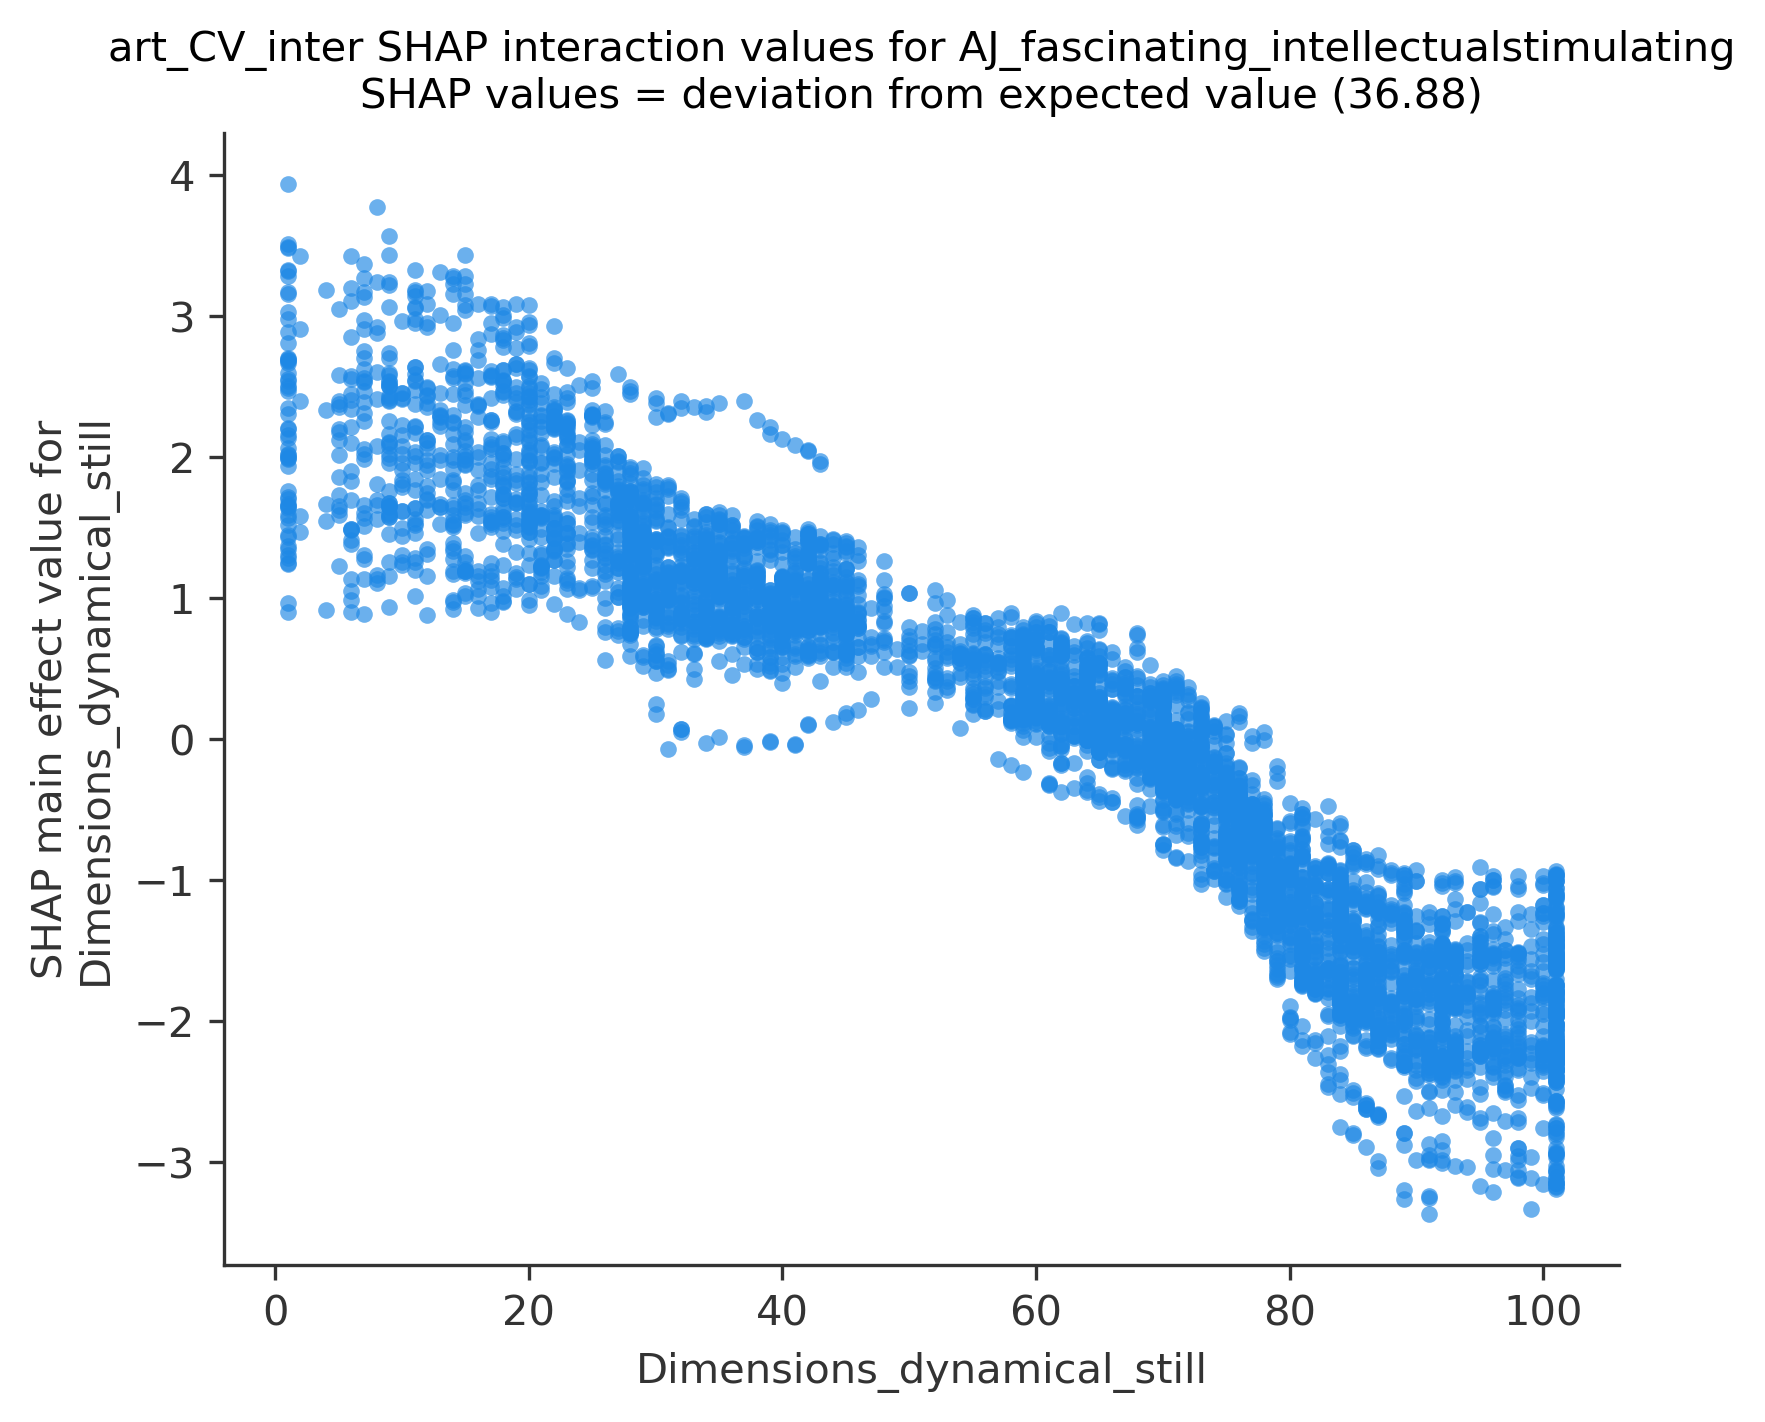 art_CV_inter SHAP interaction values for AJ_fascinating_intellectualstimulating
SHAP values = deviation from expected value (36.88)
4
3
2
1
0
−1
−2
−3
SHAP main effect value for
Dimensions_dynamical_still
0
20
40
60
80
100
Dimensions_dynamical_still